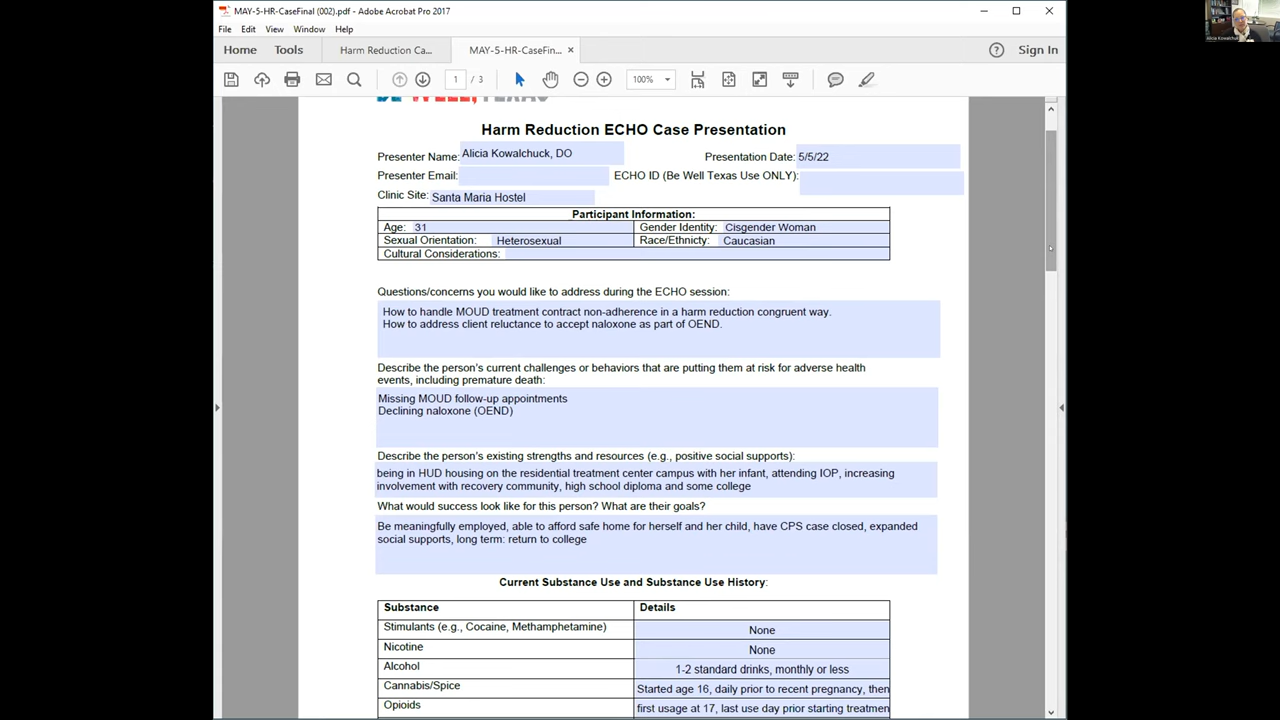 MAY-5-HR-CaseFinal (002).pdf - Adobe Acrobat Pro 2017
File Edit View Window Help
Home Tools Harm Reduction Ca... MAY-5-HR-CaseFin... × Sign In
1 / 3 100%
Harm Reduction ECHO Case Presentation
Presenter Name: Alicia Kowalchuck, DO Presentation Date: 5/5/22
Presenter Email: ECHO ID (Be Well Texas Use ONLY):
Clinic Site: Santa Maria Hostel
Participant Information:
Age: 31 Gender Identity: Cisgender Woman
Sexual Orientation: Heterosexual Race/Ethnicty: Caucasian
Cultural Considerations:
Questions/concerns you would like to address during the ECHO session:
How to handle MOUD treatment contract non-adherence in a harm reduction congruent way.
How to address client reluctance to accept naloxone as part of OEND.
Describe the person's current challenges or behaviors that are putting them at risk for adverse health
events, including premature death:
Missing MOUD follow-up appointments
Declining naloxone (OEND)
Describe the person's existing strengths and resources (e.g., positive social supports):
being in HUD housing on the residential treatment center campus with her infant, attending IOP, increasing
involvement with recovery community, high school diploma and some college
What would success look like for this person? What are their goals?
Be meaningfully employed, able to afford safe home for herself and her child, have CPS case closed, expanded
social supports, long term: return to college
Current Substance Use and Substance Use History:
Substance Details
Stimulants (e.g., Cocaine, Methamphetamine) None
Nicotine None
Alcohol 1-2 standard drinks, monthly or less
Cannabis/Spice Started age 16, daily prior to recent pregnancy, then
Opioids first usage at 17, last use day prior starting treatmen